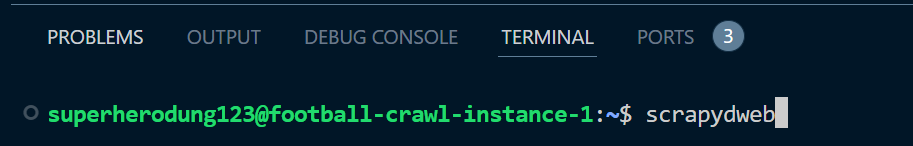 PROBLEMS OUTPUT DEBUG CONSOLE TERMINAL PORTS 3
superherodung123@football-crawl-instance-1:~$ scrapydweb